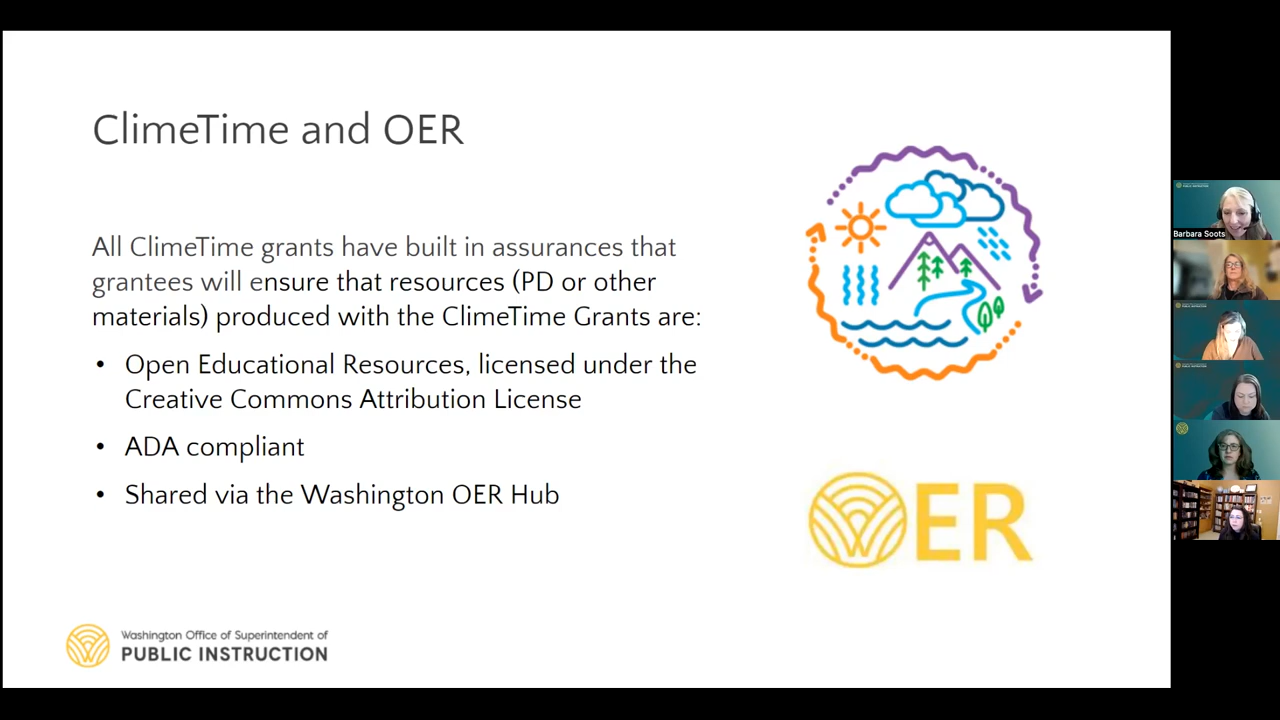 ClimeTime and OER
All ClimeTime grants have built in assurances that
grantees will ensure that resources (PD or other
materials) produced with the ClimeTime Grants are:
• Open Educational Resources, licensed under the
Creative Commons Attribution License
• ADA compliant
• Shared via the Washington OER Hub
OER
Washington Office of Superintendent of
PUBLIC INSTRUCTION
Barbara Soots